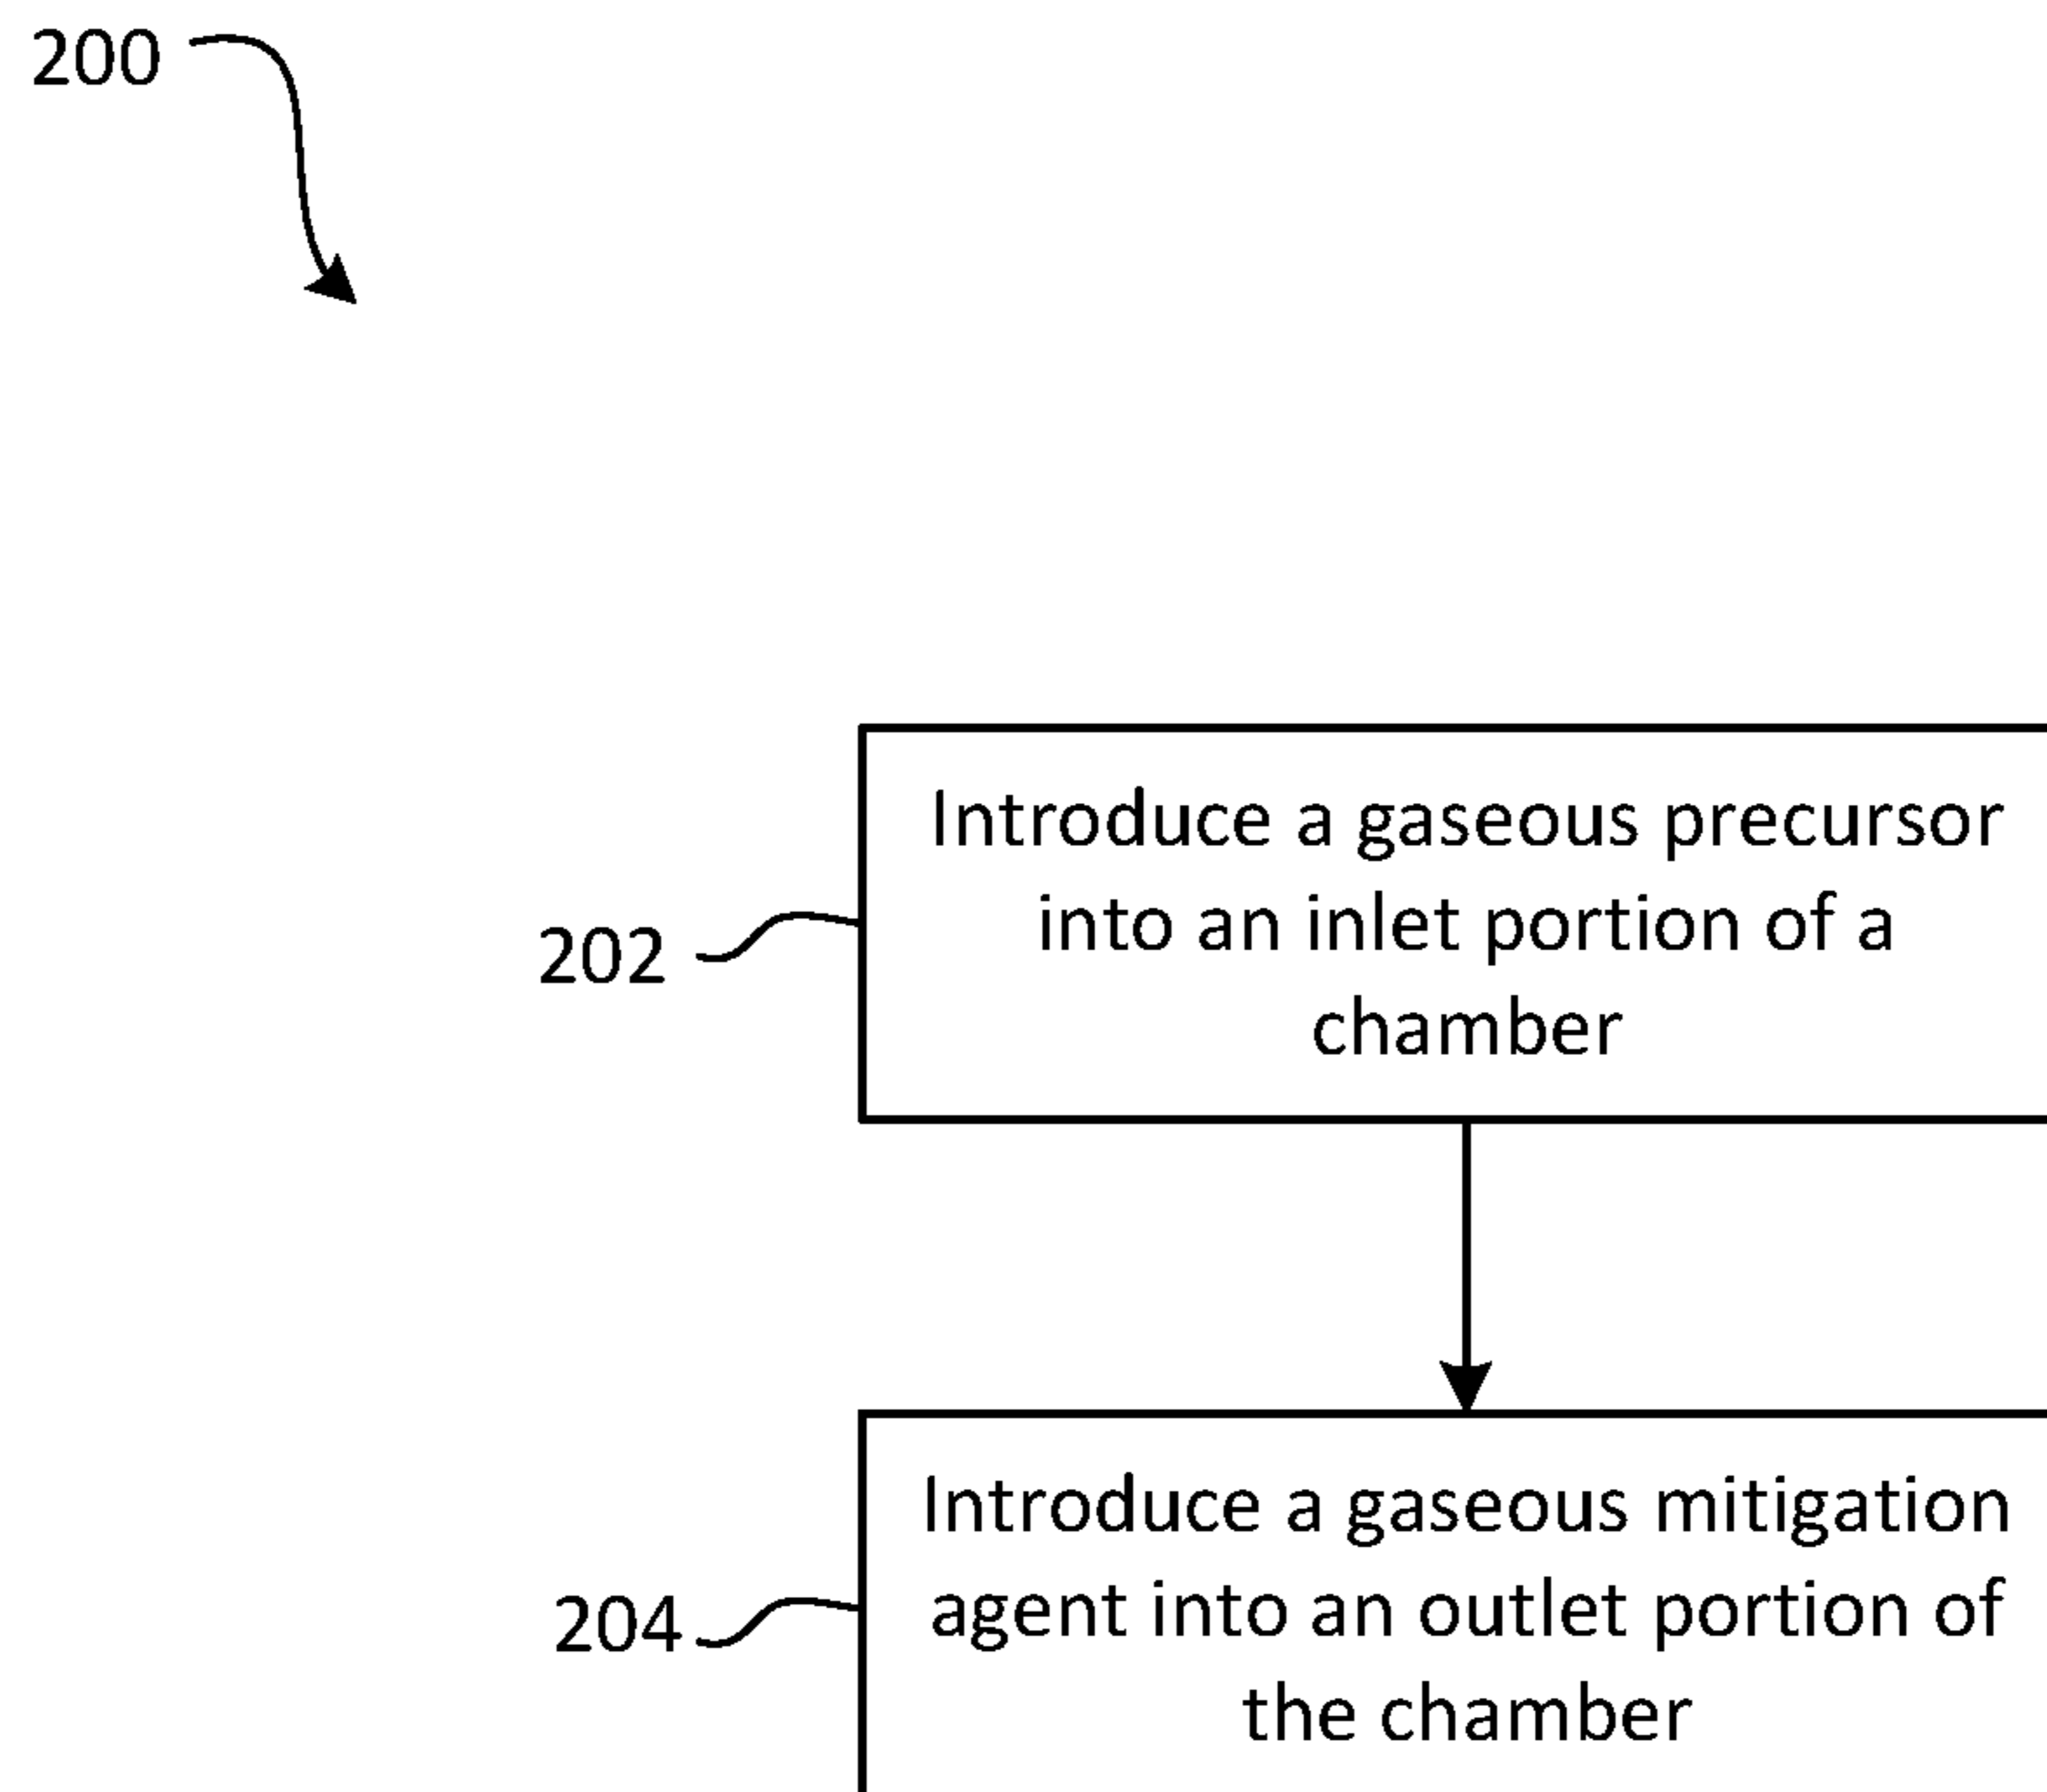 200
202
Introduce a gaseous precursor
into an inlet portion of a
chamber
204
Introduce a gaseous mitigation
agent into an outlet portion of
the chamber